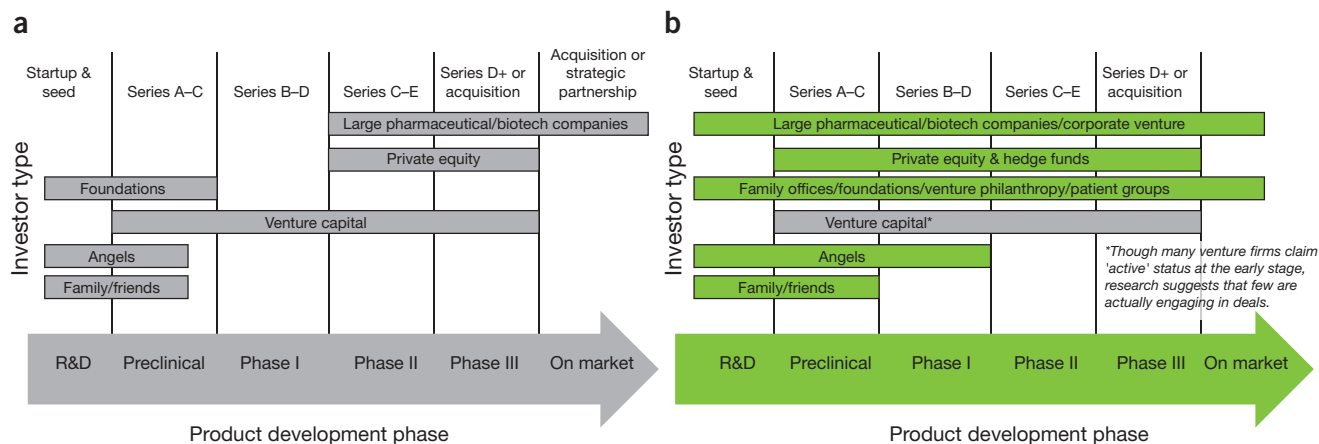 a
Startup &
seed
Series A–C
Series B–D
Series C–E
Series D+ or
acquisition
Acquisition or
strategic
partnership
Investor type
Large pharmaceutical/biotech companies
Private equity
Foundations
Venture capital
Angels
Family/friends
R&D
Preclinical
Phase I
Phase II
Phase III
On market
Product development phase
b
Startup &
seed
Series A–C
Series B–D
Series C–E
Series D+ or
acquisition
Investor type
Large pharmaceutical/biotech companies/corporate venture
Private equity & hedge funds
Family offices/foundations/venture philanthropy/patient groups
Venture capital*
Angels
Family/friends
*Though many venture firms claim
'active' status at the early stage,
research suggests that few are
actually engaging in deals.
R&D
Preclinical
Phase I
Phase II
Phase III
On market
Product development phase